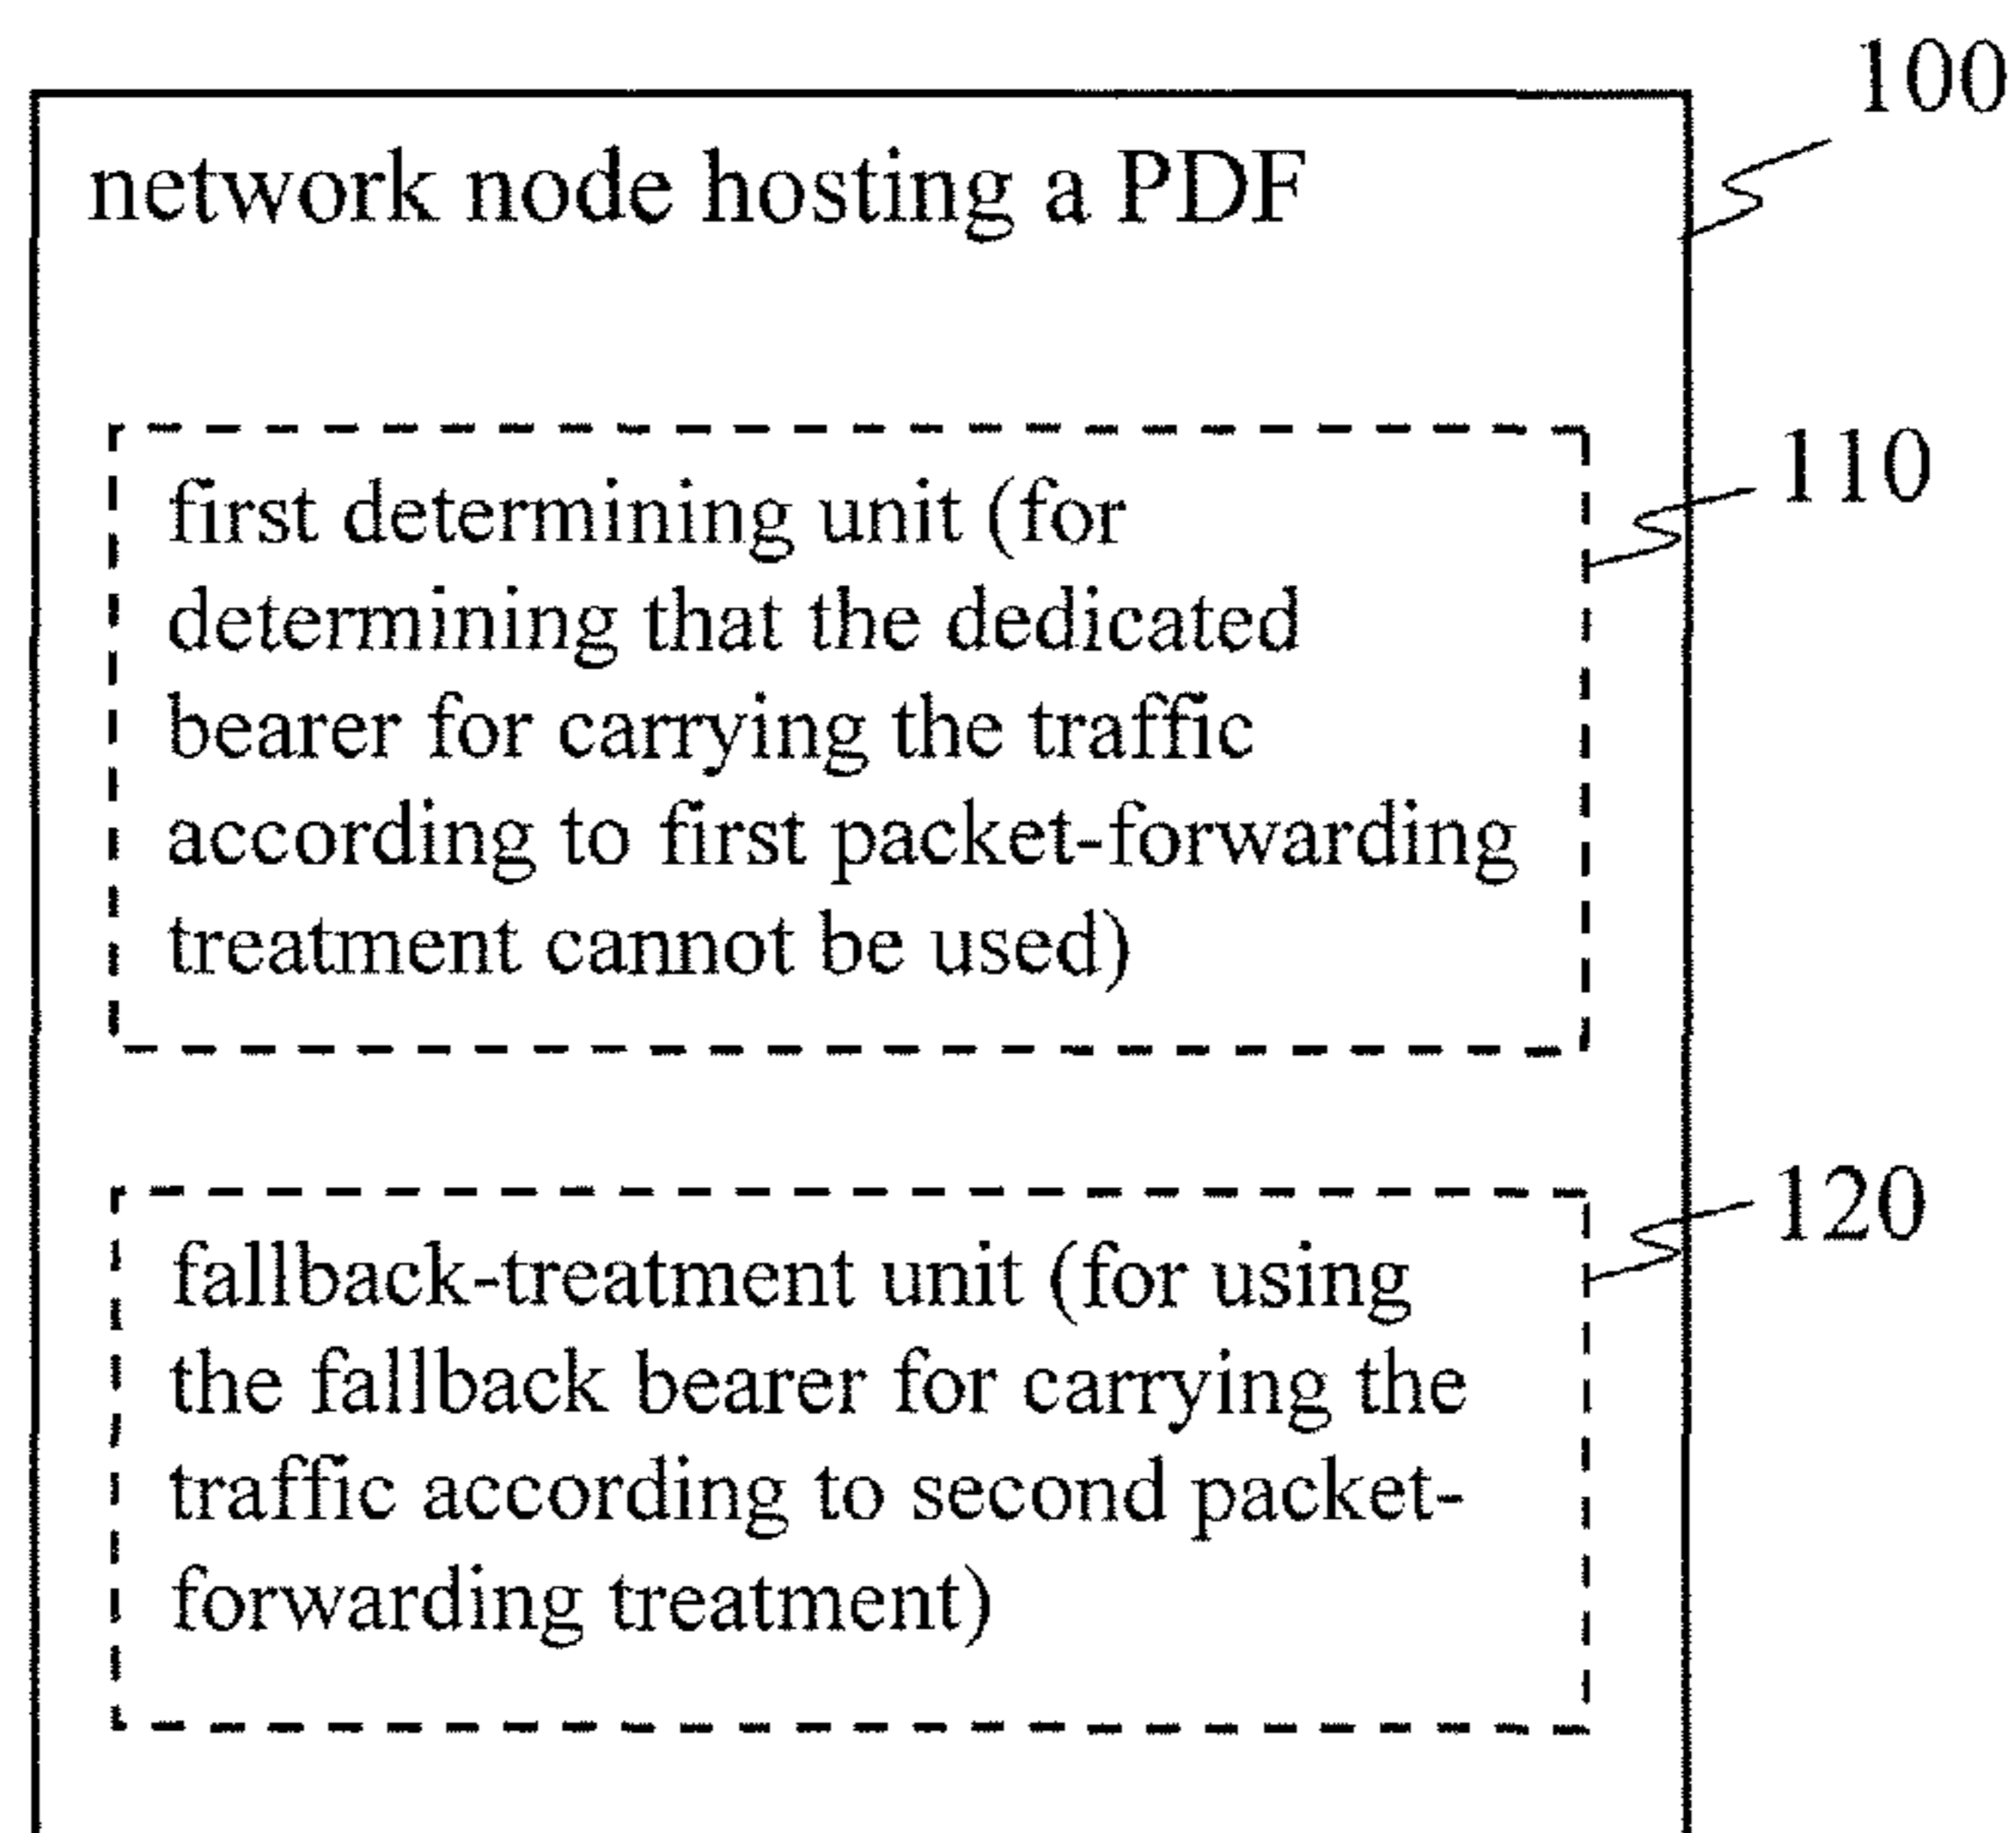 100
network node hosting a PDF
110
first determining unit (for
determining that the dedicated
bearer for carrying the traffic
according to first packet-forwarding
treatment cannot be used)
120
fallback-treatment unit (for using
the fallback bearer for carrying the
traffic according to second packet-
forwarding treatment)